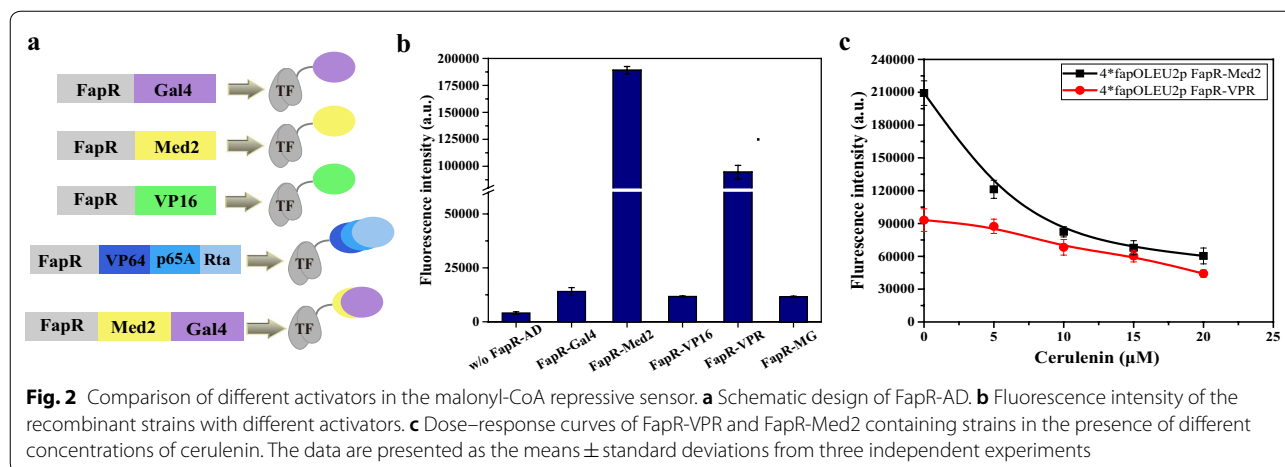 a
FapR Gal4 TF
FapR Med2 TF
FapR VP16 TF
FapR VP64 p65A Rta TF
FapR Med2 Gal4 TF
b
Fluorescence intensity (a.u.)
200000
175000
150000
125000
100000
50000
25000
0
w/o FapR-AD FapR-Gal4 FapR-Med2 FapR-VP16 FapR-VPR FapR-MG
c
Flurescence intensity (a.u.)
240000
210000
180000
150000
120000
90000
60000
30000
0
4*fapOLEU2p FapR-Med2
4*fapOLEU2p FapR-VPR
0 5 10 15 20 25
Cerulenin (μM)
Fig. 2 Comparison of different activators in the malonyl-CoA repressive sensor. a Schematic design of FapR-AD. b Fluorescence intensity of the
recombinant strains with different activators. c Dose–response curves of FapR-VPR and FapR-Med2 containing strains in the presence of different
concentrations of cerulenin. The data are presented as the means ± standard deviations from three independent experiments